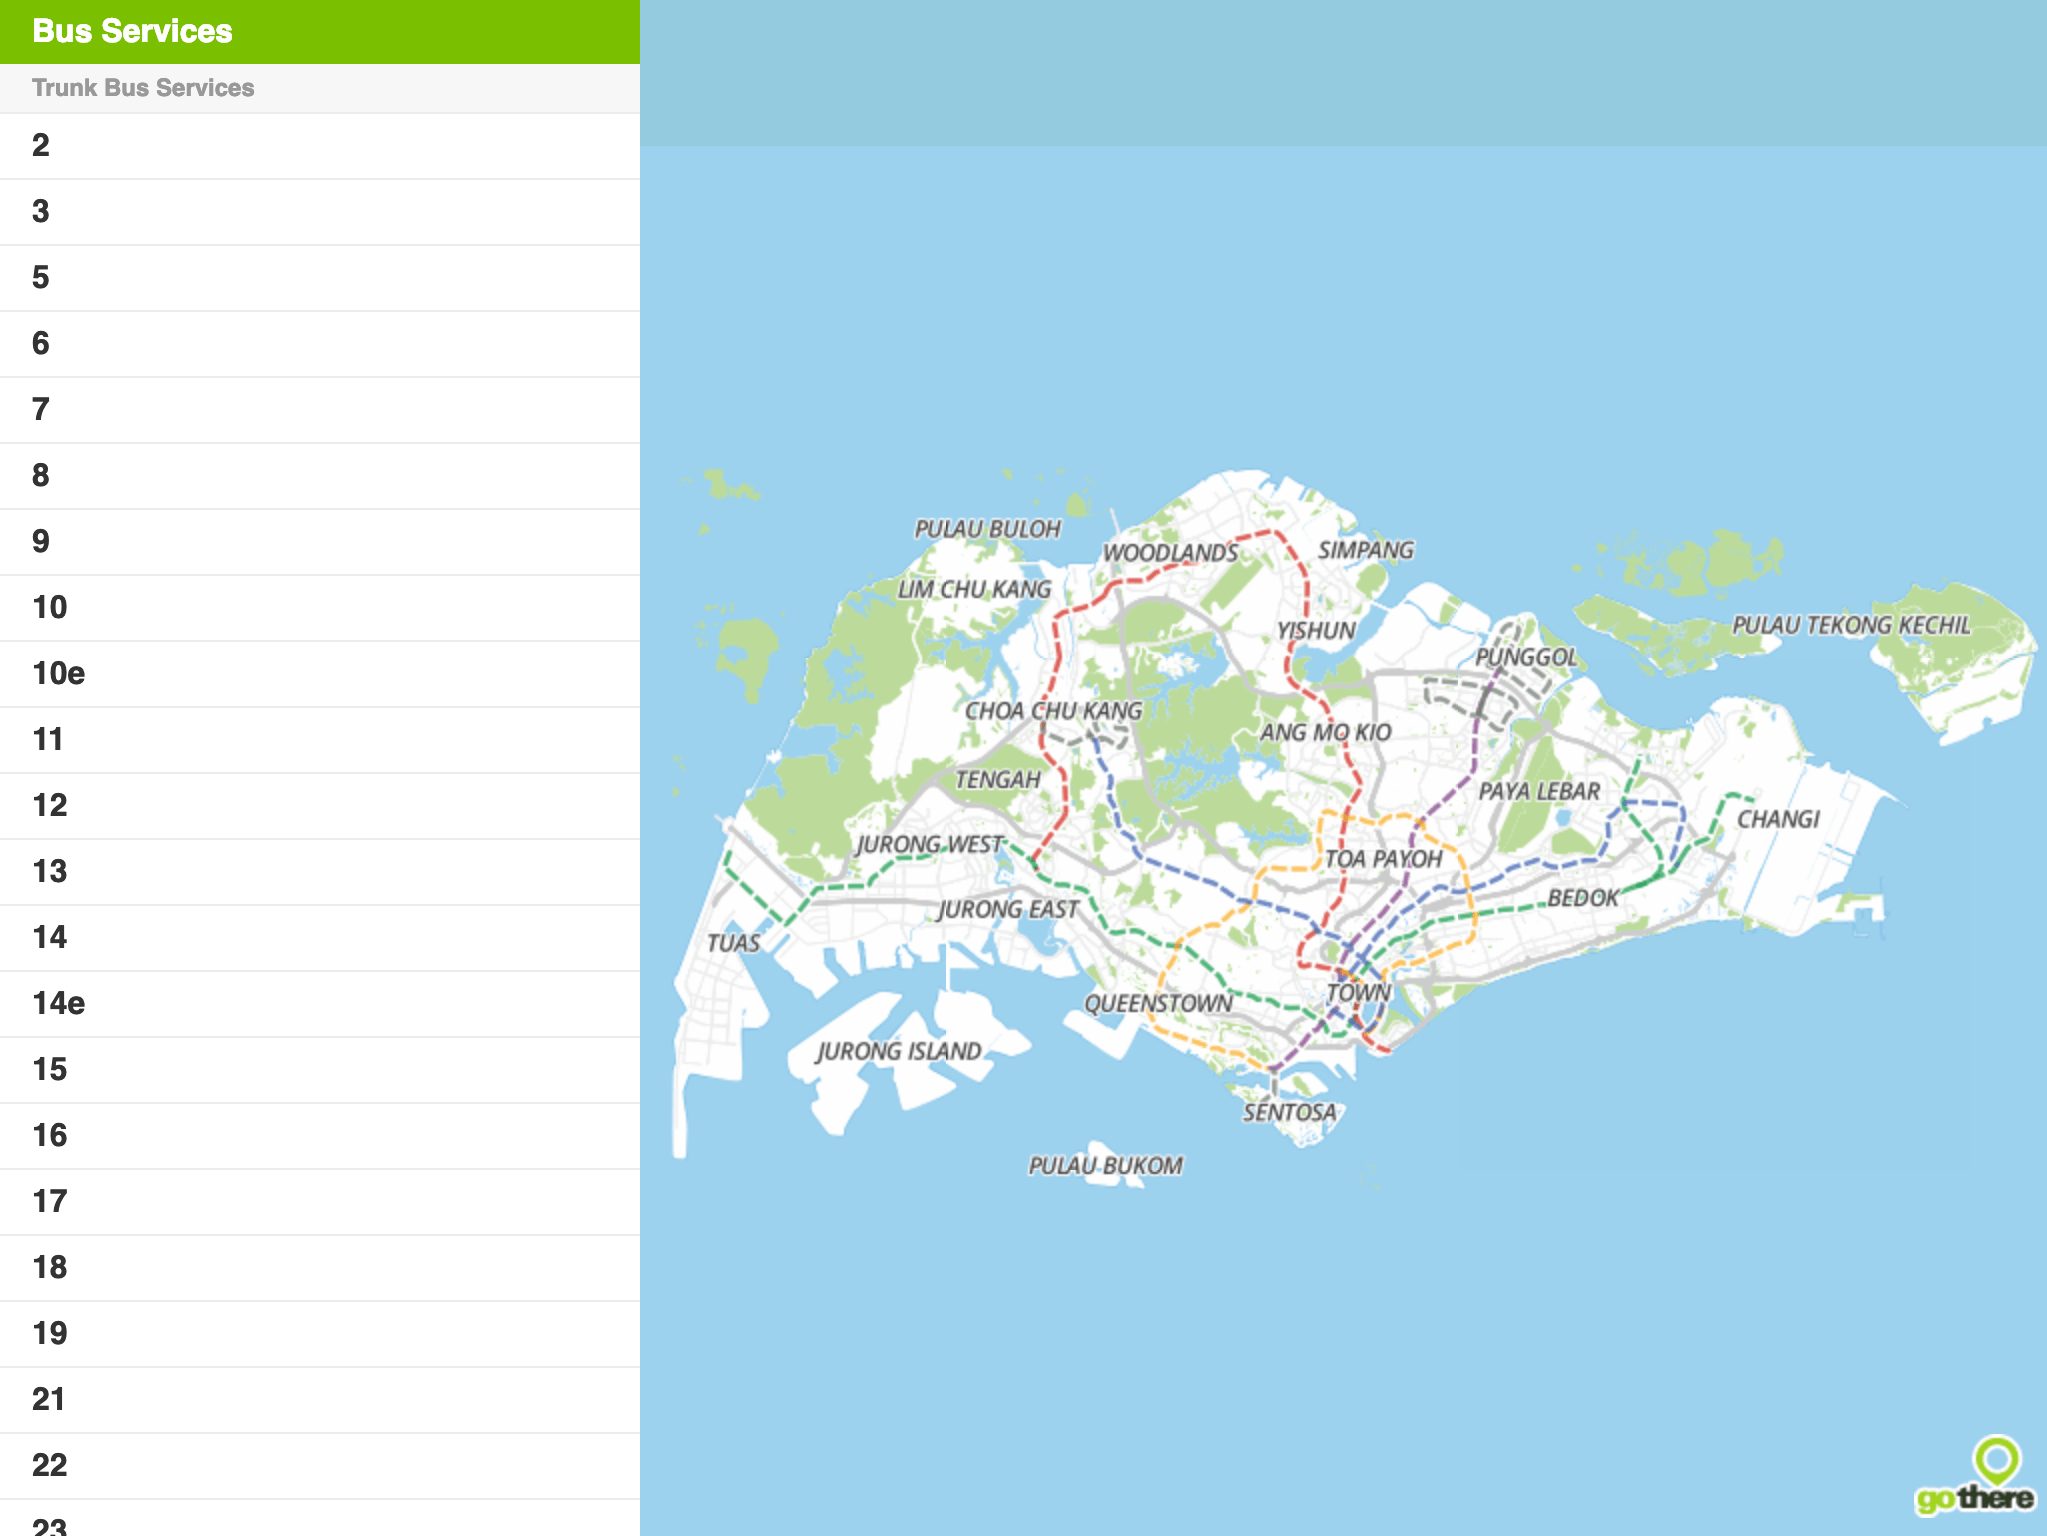 Bus Services
Trunk Bus Services
2
3
5
6
7
8
9
10
10e
11
12
13
14
14e
15
16
17
18
19
21
22
23
PULAU BULOH
WOODLANDS
SIMPANG
LIM CHU KANG
YISHUN
PULAU TEKONG KECHIL
PUNGGOL
CHOA CHU KANG
ANG MO KIO
TENGAH
PAYA LEBAR
CHANGI
JURONG WEST
TOA PAYOH
BEDOK
JURONG EAST
TUAS
TOWN
QUEENSTOWN
JURONG ISLAND
SENTOSA
PULAU BUKOM
gothere